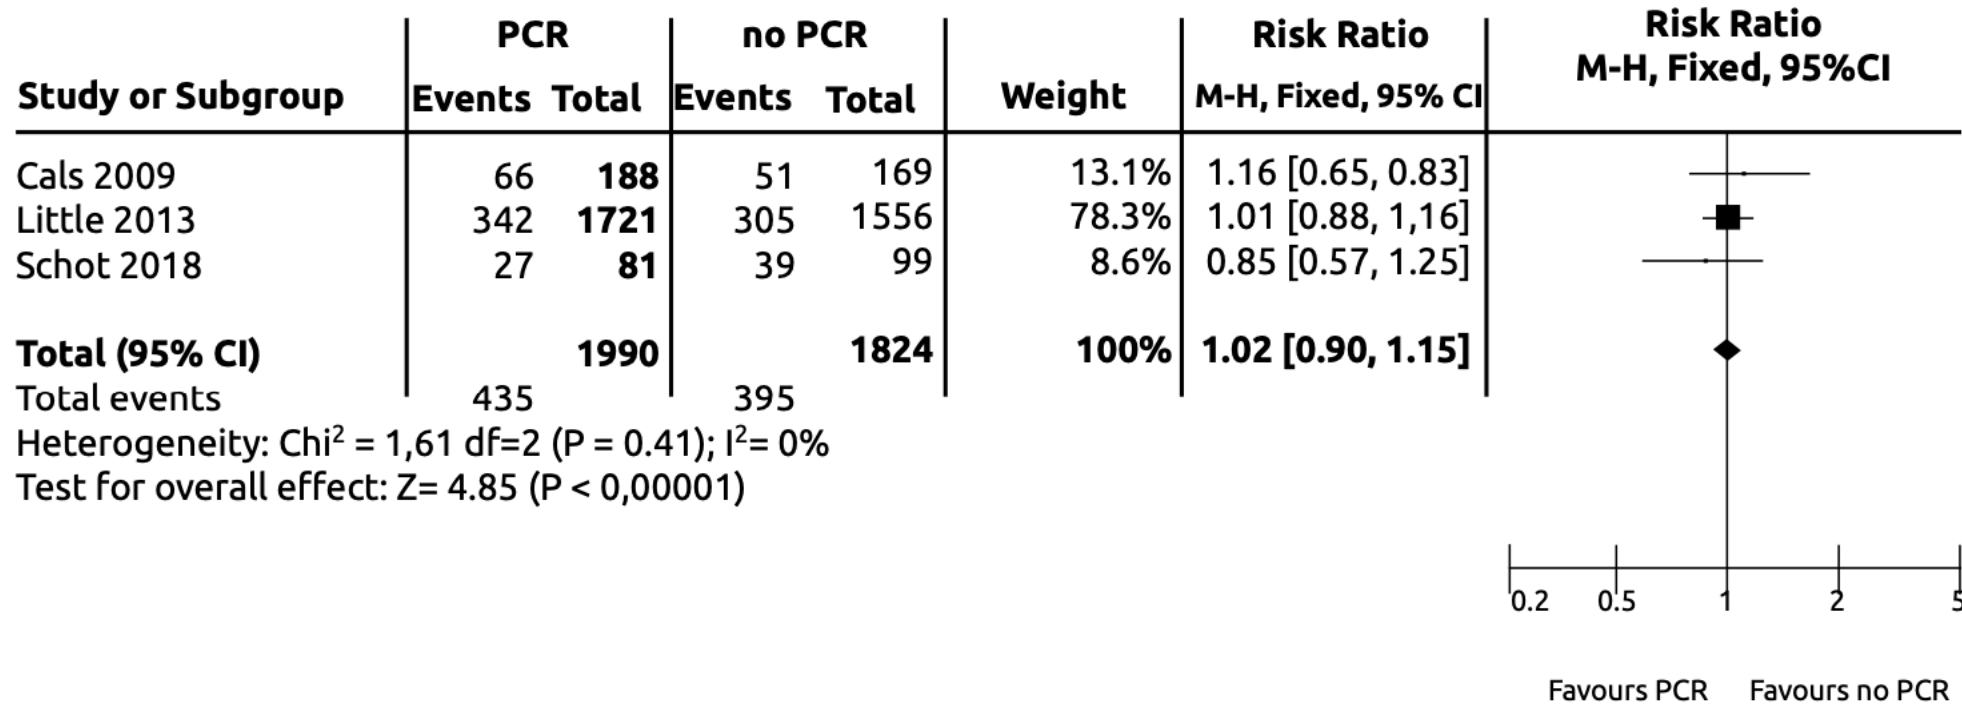 PCR no PCR Risk Ratio Risk Ratio
Study or Subgroup Events Total Events Total Weight M-H, Fixed, 95% CI M-H, Fixed, 95%CI
Cals 2009 66 188 51 169 13.1% 1.16 [0.65, 0.83]
Little 2013 342 1721 305 1556 78.3% 1.01 [0.88, 1,16]
Schot 2018 27 81 39 99 8.6% 0.85 [0.57, 1.25]
Total (95% CI) 1990 1824 100% 1.02 [0.90, 1.15]
Total events 435 395
Heterogeneity: Chi² = 1,61 df=2 (P = 0.41); I²= 0%
Test for overall effect: Z= 4.85 (P < 0,00001)
0.2 0.5 1 2 5
Favours PCR Favours no PCR